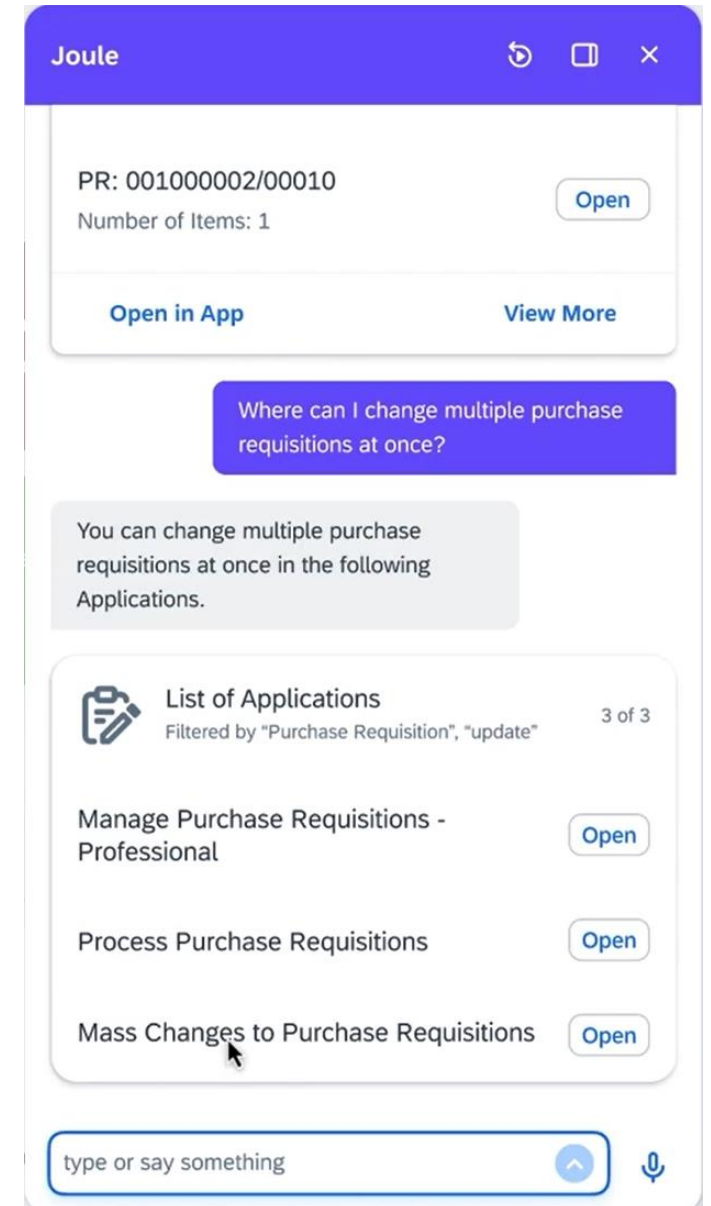 Joule
PR: 001000002/00010
Open
Number of Items: 1
Open in App
View More
Where can I change multiple purchase
requisitions at once?
You can change multiple purchase
requisitions at once in the following
Applications.
List of Applications
3 of 3
Filtered by “Purchase Requisition”, “update”
Manage Purchase Requisitions -
Professional
Open
Process Purchase Requisitions
Open
Mass Changes to Purchase Requisitions
Open
type or say something